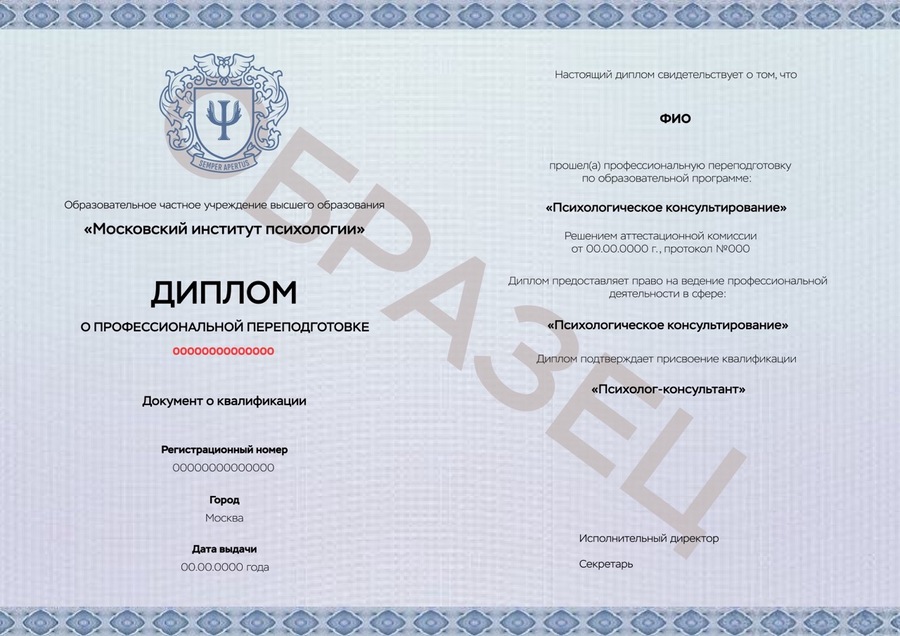 SEMPER APERTUS
Образовательное частное учреждение высшего образования
«Московский институт психологии»
ДИПЛОМ
О ПРОФЕССИОНАЛЬНОЙ ПЕРЕПОДГОТОВКЕ
00000000000000
Документ о квалификации
Регистрационный номер
00000000000000
Город
Москва
Дата выдачи
00.00.0000 года
Настоящий диплом свидетельствует о том, что
ФИО
прошел(а) профессиональную переподготовку
по образовательной программе:
«Психологическое консультирование»
Решением аттестационной комиссии
от 00.00.0000 г., протокол №000
Диплом предоставляет право на ведение профессиональной
деятельности в сфере:
«Психологическое консультирование»
Диплом подтверждает присвоение квалификации
«Психолог-консультант»
Исполнительный директор
Секретарь
ОБРАЗЕЦ